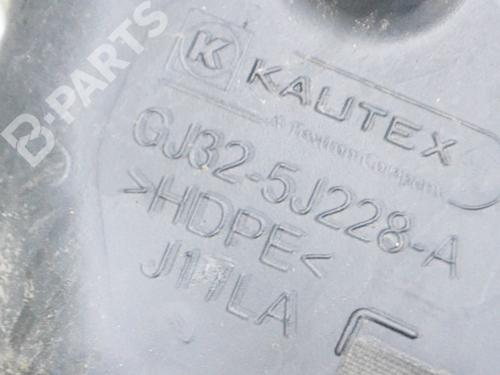 B-PARTS
K KAUTEX
A Textron Company
GJ32-5J228-A
>HDPE<
J11LA